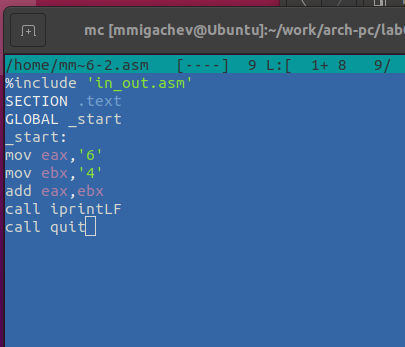 mc [mmigachev@Ubuntu]:~/work/arch-pc/lab0
/home/mm~6-2.asm   [----]  9 L:[  1+ 8   9/
%include 'in_out.asm'
SECTION .text
GLOBAL _start
_start:
mov eax,'6'
mov ebx,'4'
add eax,ebx
call iprintLF
call quit